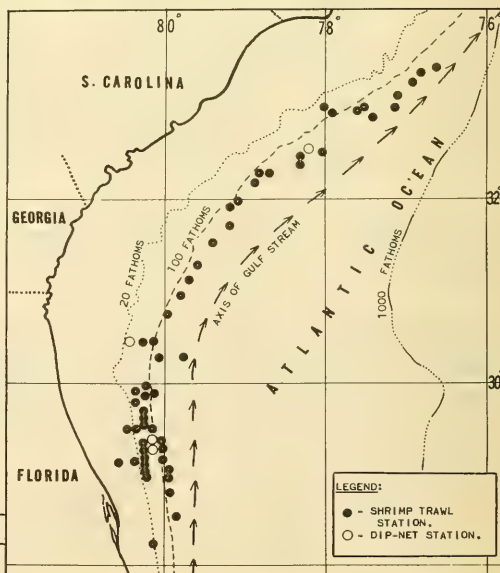 80°
78°
76°
S. CAROLINA
32°
GEORGIA
20 FATHOMS
100 FATHOMS
AXIS OF GULF STREAM
ATLANTIC OCEAN
1000 FATHOMS
30°
FLORIDA
LEGEND:
● - SHRIMP TRAWL
STATION.
○ - DIP-NET STATION.